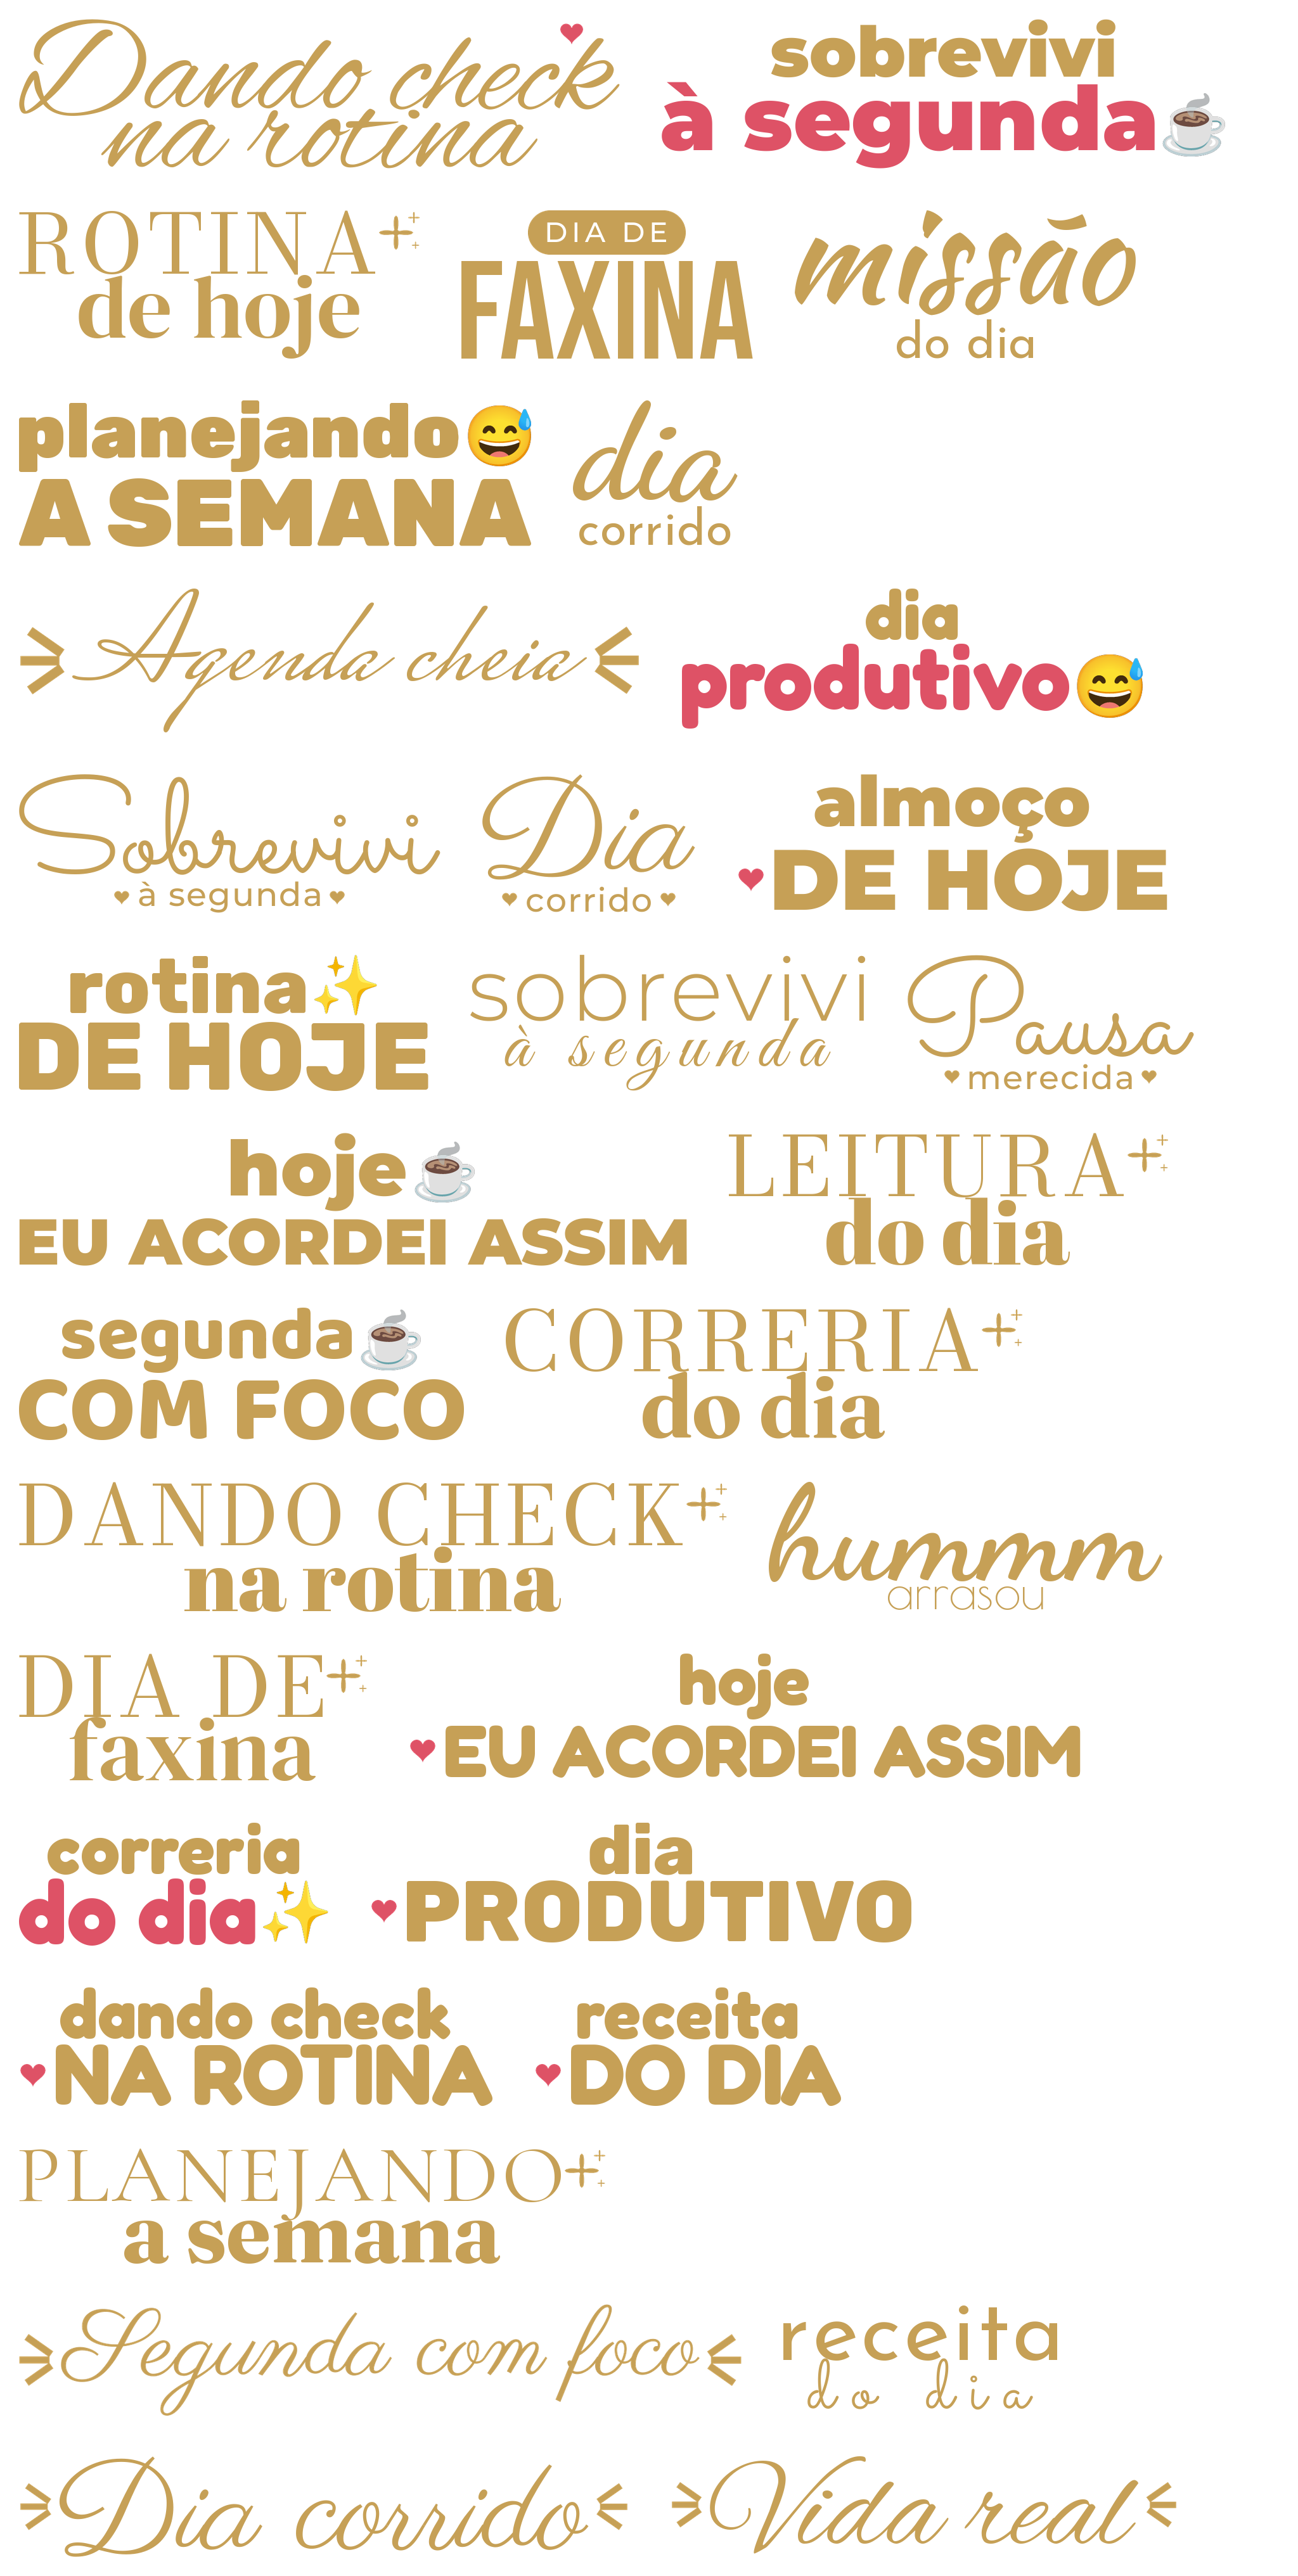 Dando check
na rotina
sobrevivi
à segunda
ROTINA
de hoje
DIA DE
FAXINA
missão
do dia
planejando
A SEMANA
dia
corrido
Agenda cheia
dia
produtivo
Sobrevivi
à segunda
Dia
corrido
almoço
DE HOJE
rotina
DE HOJE
sobrevivi
à segunda
Pausa
merecida
hoje
EU ACORDEI ASSIM
LEITURA
do dia
segunda
COM FOCO
CORRERIA
do dia
DANDO CHECK
na rotina
hummm
arrasou
DIA DE
faxina
hoje
EU ACORDEI ASSIM
correria
do dia
dia
PRODUTIVO
dando check
NA ROTINA
receita
DO DIA
PLANEJANDO
a semana
Segunda com foco
receita
do dia
Dia corrido
Vida real